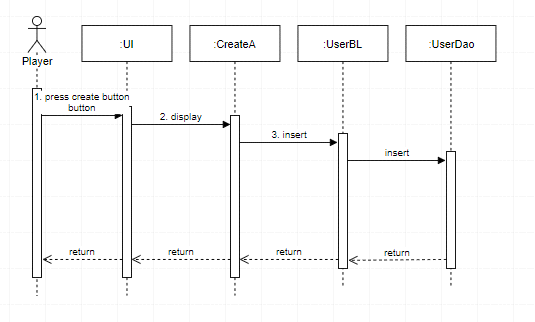 :UI
:CreateA
:UserBL
:UserDao
Player
1. press create button
button
2. display
3. insert
insert
return
return
return
return